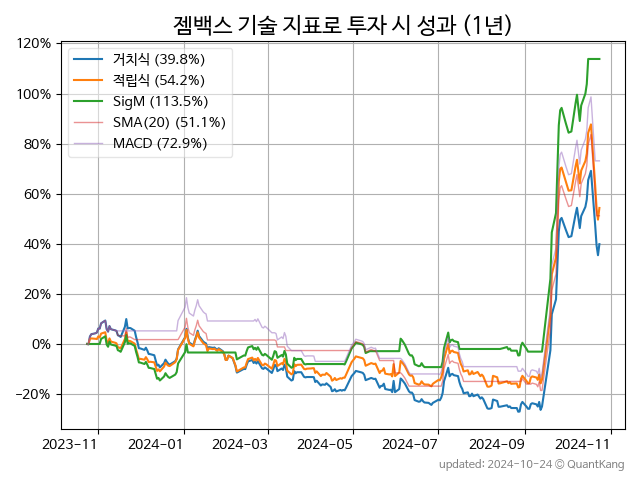 젬백스 기술 지표로 투자 시 성과 (1년)
120%
100%
80%
60%
40%
20%
0%
−20%
거치식 (39.8%)
적립식 (54.2%)
SigM (113.5%)
SMA(20) (51.1%)
MACD (72.9%)
2023-11 2024-01 2024-03 2024-05 2024-07 2024-09 2024-11
updated: 2024-10-24 © QuantKang